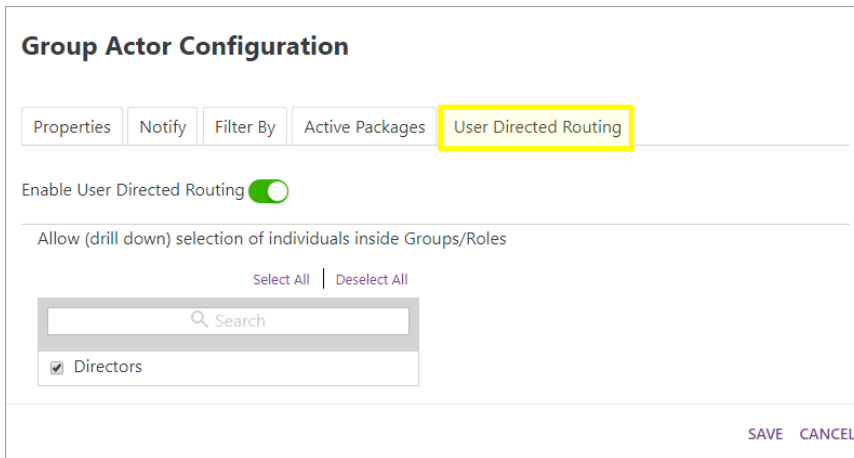 Group Actor Configuration
Properties Notify Filter By Active Packages User Directed Routing
Enable User Directed Routing
Allow (drill down) selection of individuals inside Groups/Roles
Select All Deselect All
Search
Directors
SAVE CANCEL